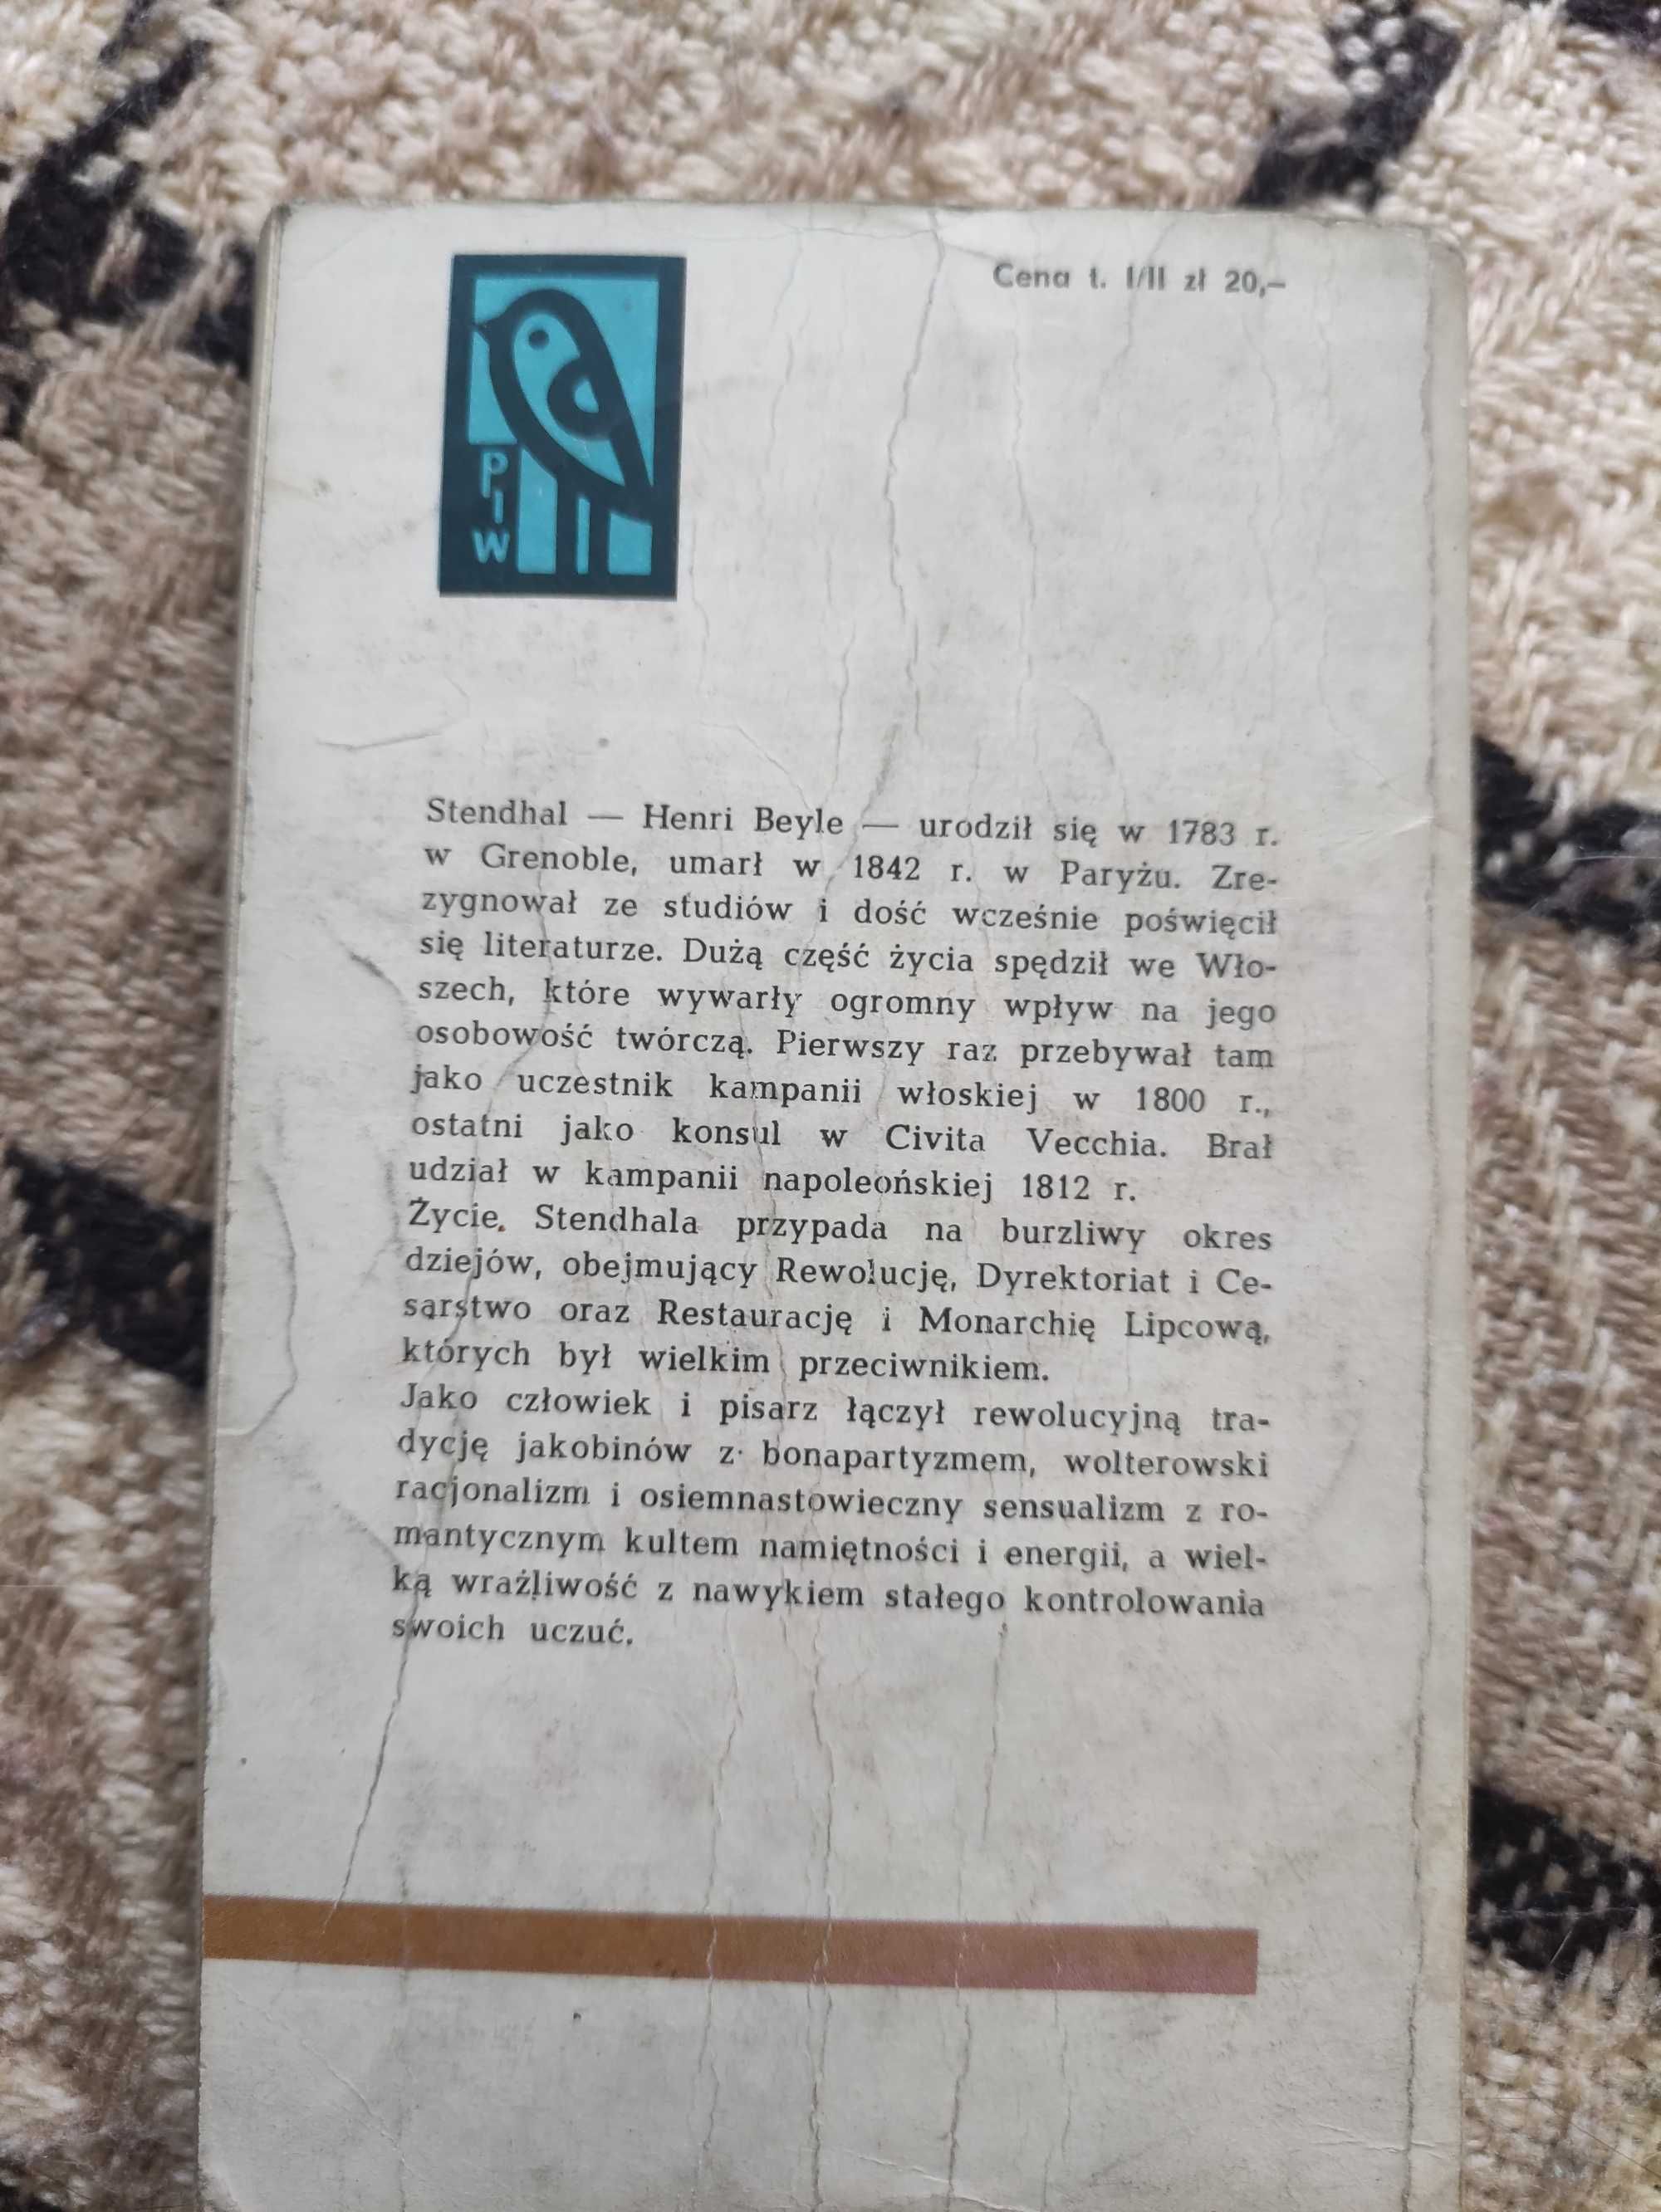 Cena t. I/II zł 20,—
P
I
W
Stendhal — Henri Beyle — urodził się w 1783 r.
w Grenoble, umarł w 1842 r. w Paryżu. Zre-
zygnował ze studiów i dość wcześnie poświęcił
się literaturze. Dużą część życia spędził we Wło-
szech, które wywarły ogromny wpływ na jego
osobowość twórczą. Pierwszy raz przebywał tam
jako uczestnik kampanii włoskiej w 1800 r.,
ostatni jako konsul w Civita Vecchia. Brał
udział w kampanii napoleońskiej 1812 r.
Życie Stendhala przypada na burzliwy okres
dziejów, obejmujący Rewolucję, Dyrektoriat i Ce-
sarstwo oraz Restaurację i Monarchię Lipcową,
których był wielkim przeciwnikiem.
Jako człowiek i pisarz łączył rewolucyjną tra-
dycję jakobinów z bonapartyzmem, wolterowski
racjonalizm i osiemnastowieczny sensualizm z ro-
mantycznym kultem namiętności i energii, a wiel-
ką wrażliwość z nawykiem stałego kontrolowania
swoich uczuć.